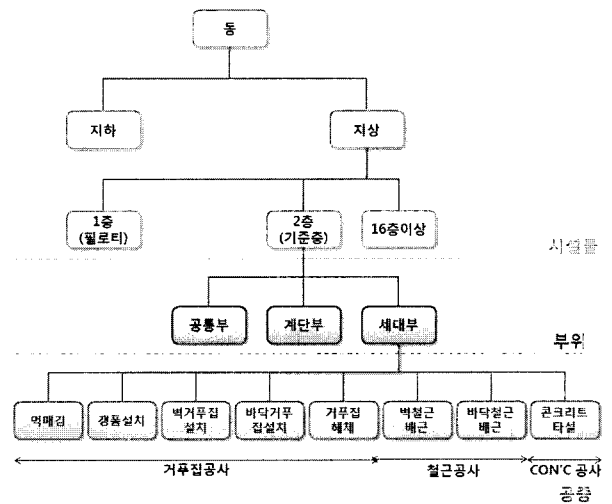 동
지하
지상
1층
(필로티)
2층
(기준층)
16층이상
시설물
공통부
계단부
세대부
부위
먹매김
갱폼설치
벽거푸집
설치
바닥거푸
집설치
거푸집
해체
벽철근
배근
바닥철근
배근
콘크리트
타설
거푸집공사
철근공사
CON'C 공사
공종